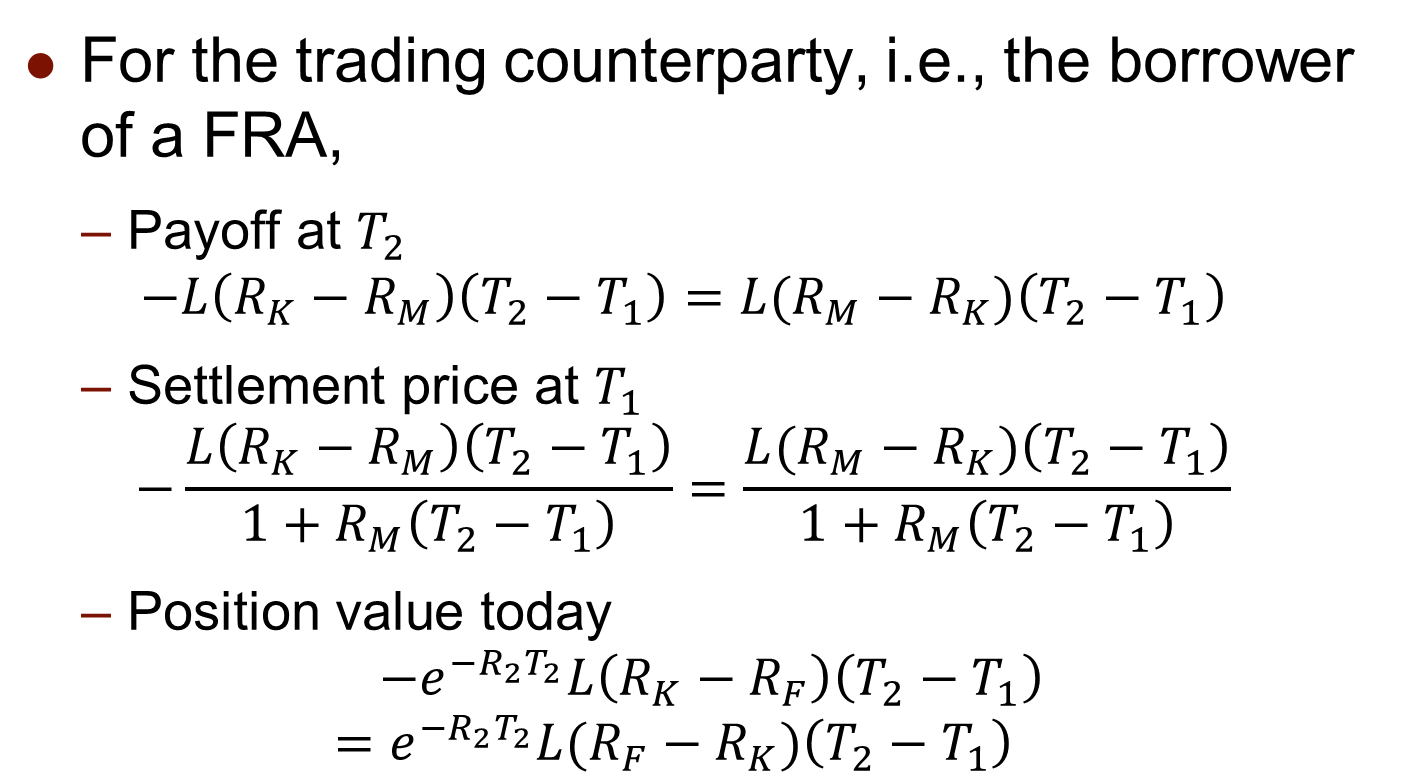 ● For the trading counterparty, i.e., the borrower
of a FRA,
– Payoff at T₂
−L(R_K − R_M)(T₂ − T₁) = L(R_M − R_K)(T₂ − T₁)
– Settlement price at T₁
−\frac{L(R_K − R_M)(T₂ − T₁)}{1 + R_M(T₂ − T₁)} = \frac{L(R_M − R_K)(T₂ − T₁)}{1 + R_M(T₂ − T₁)}
– Position value today
−e^{−R₂T₂}L(R_K − R_F)(T₂ − T₁)
= e^{−R₂T₂}L(R_F − R_K)(T₂ − T₁)